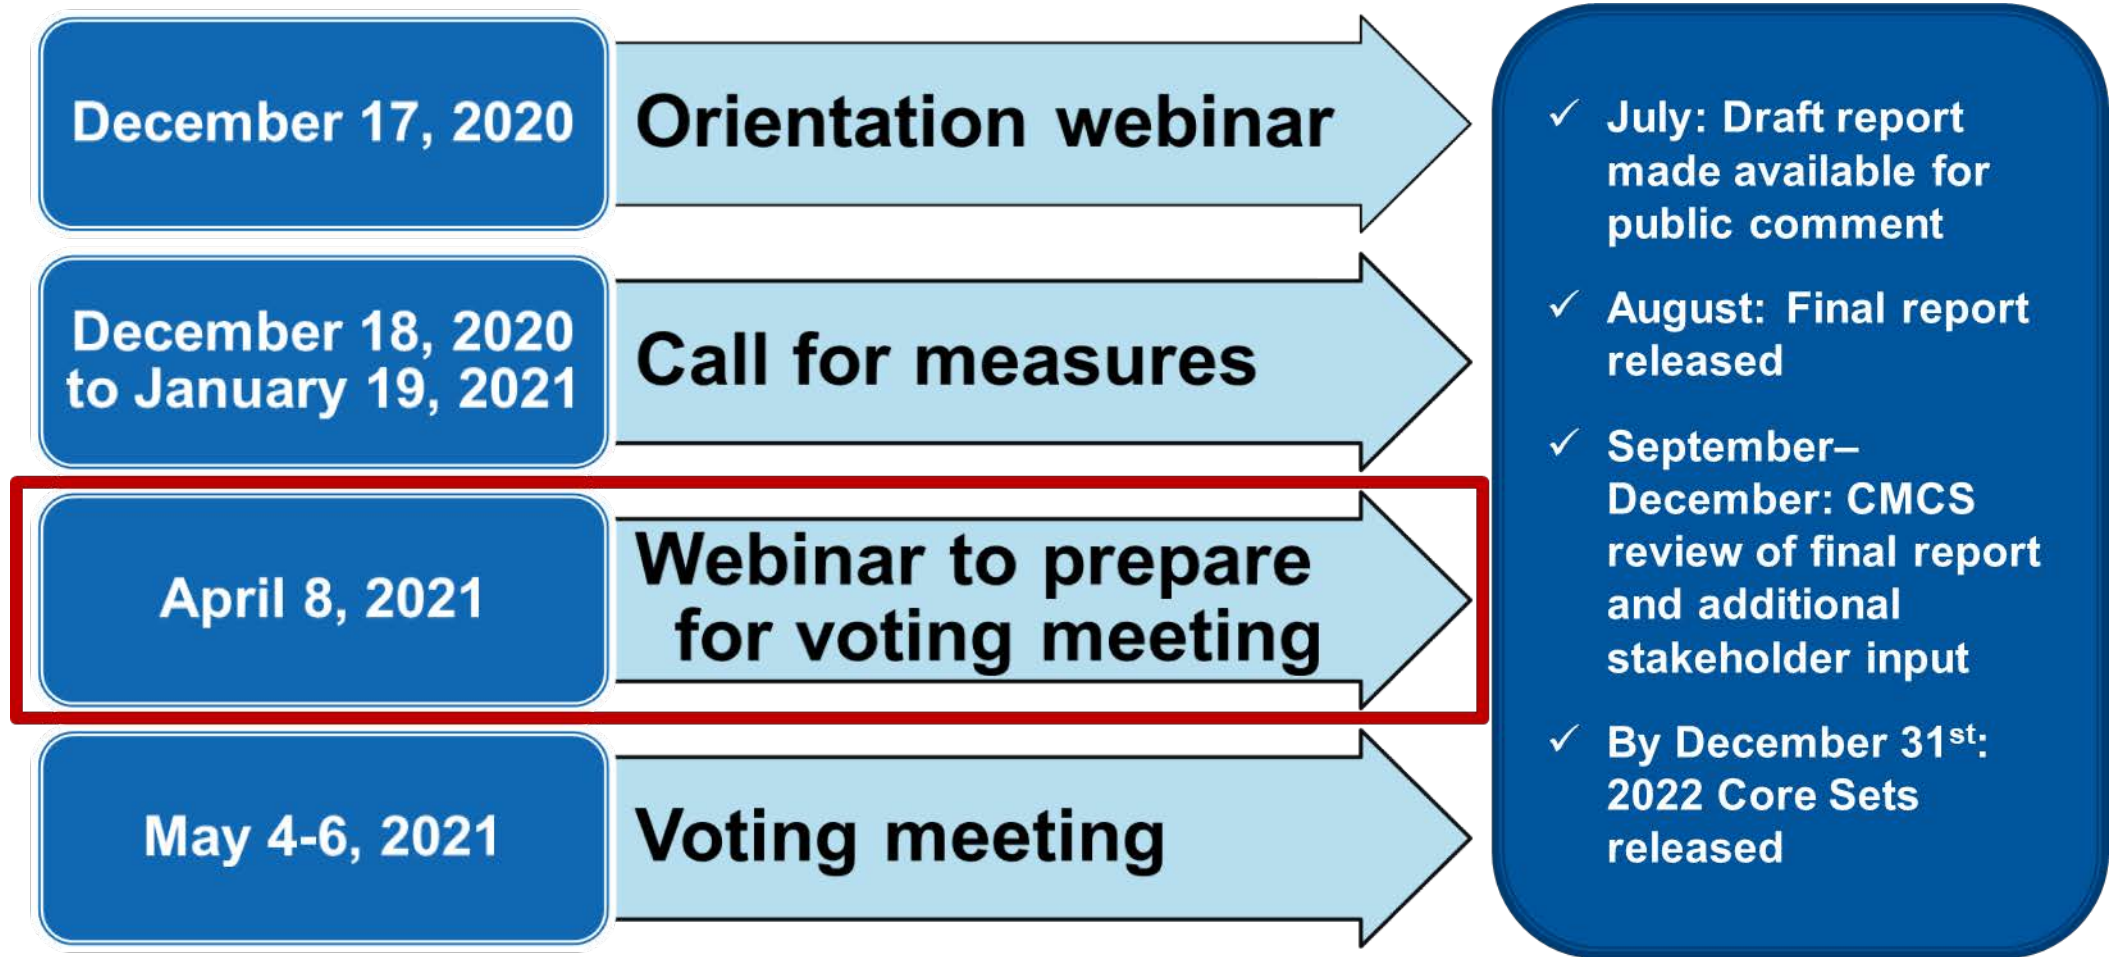 December 17, 2020
Orientation webinar
December 18, 2020
to January 19, 2021
Call for measures
April 8, 2021
Webinar to prepare
for voting meeting
May 4-6, 2021
Voting meeting
✓ July: Draft report
made available for
public comment
✓ August: Final report
released
✓ September–
December: CMCS
review of final report
and additional
stakeholder input
✓ By December 31st:
2022 Core Sets
released